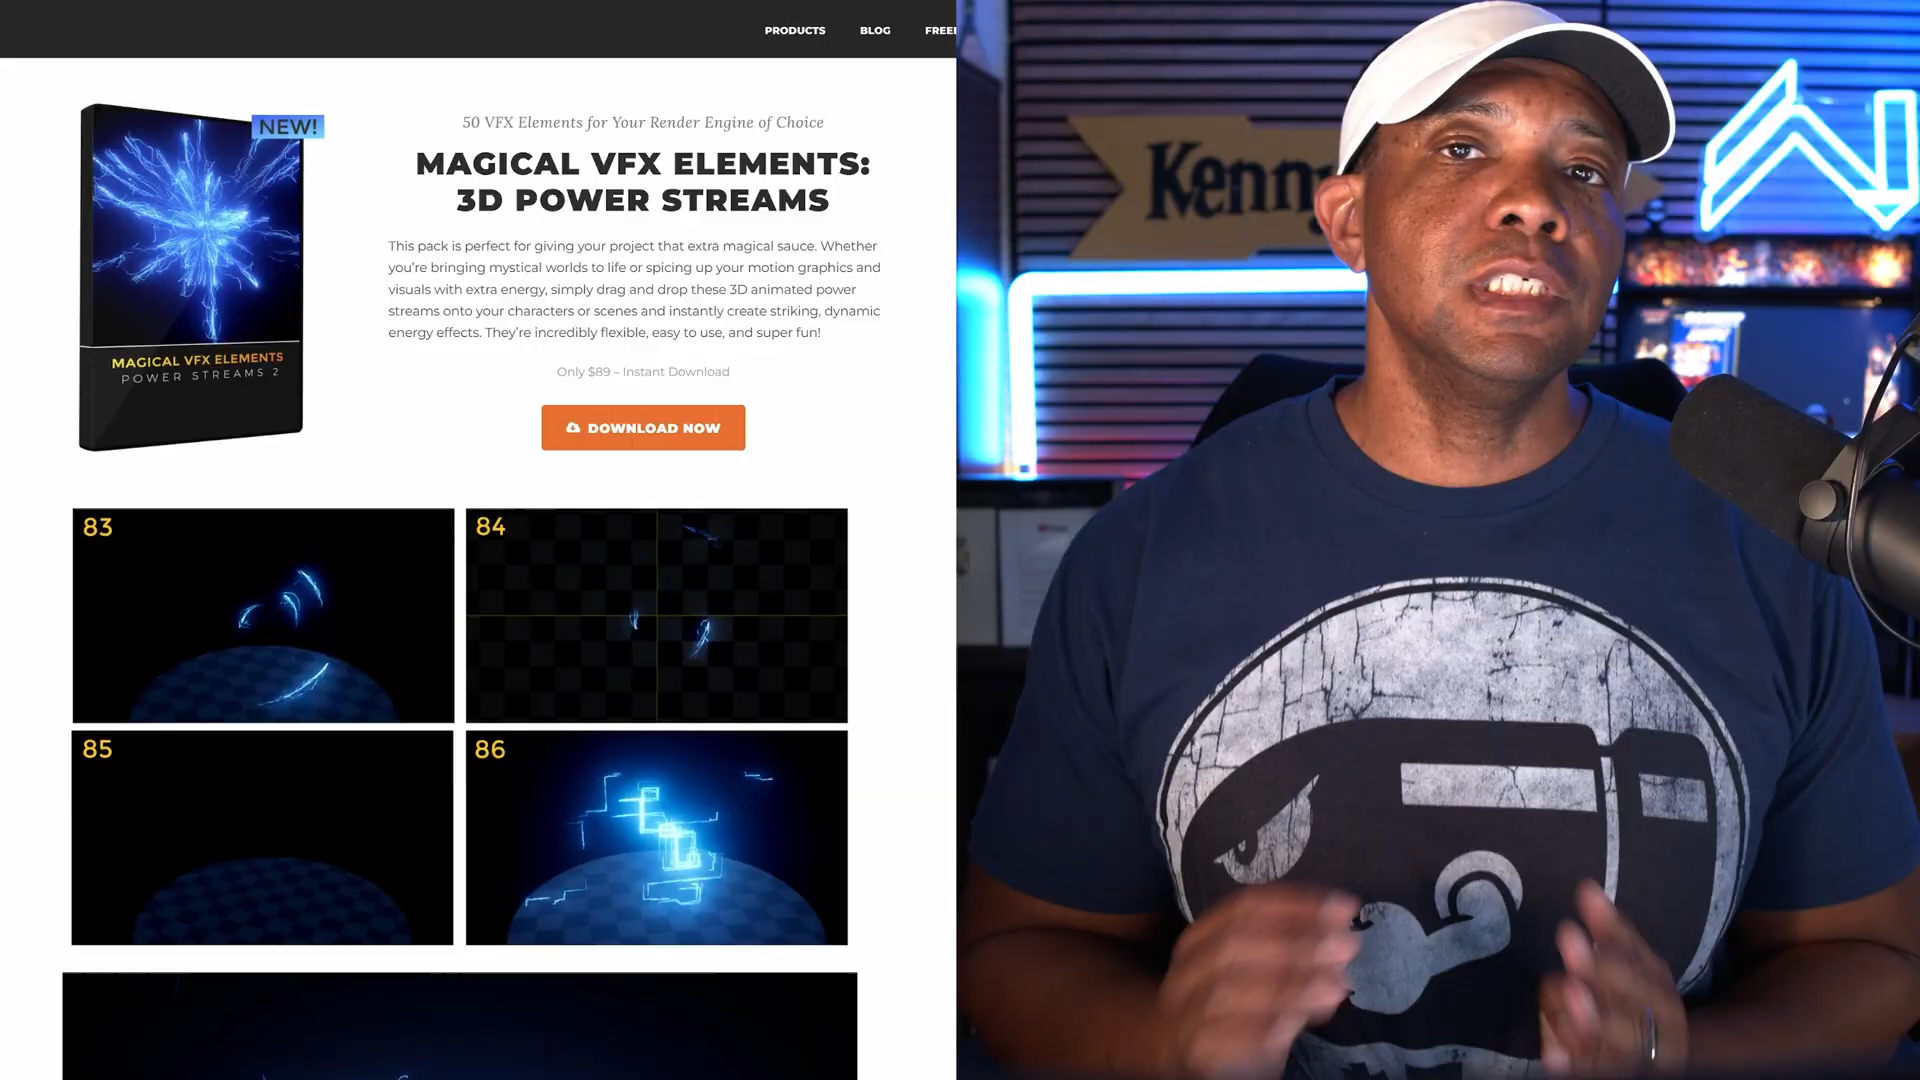 PRODUCTS BLOG
NEW!
50 VFX Elements for Your Render Engine of Choice
MAGICAL VFX ELEMENTS:
3D POWER STREAMS
This pack is perfect for giving your project that extra magical sauce. Whether
you're bringing mystical worlds to life or spicing up your motion graphics and
visuals with extra energy, simply drag and drop these 3D animated power
streams onto your characters or scenes and instantly create striking, dynamic
energy effects. They're incredibly flexible, easy to use, and super fun!
Only $89 – Instant Download
DOWNLOAD NOW
MAGICAL VFX ELEMENTS
POWER STREAMS 2
83
84
85
86
Kenny